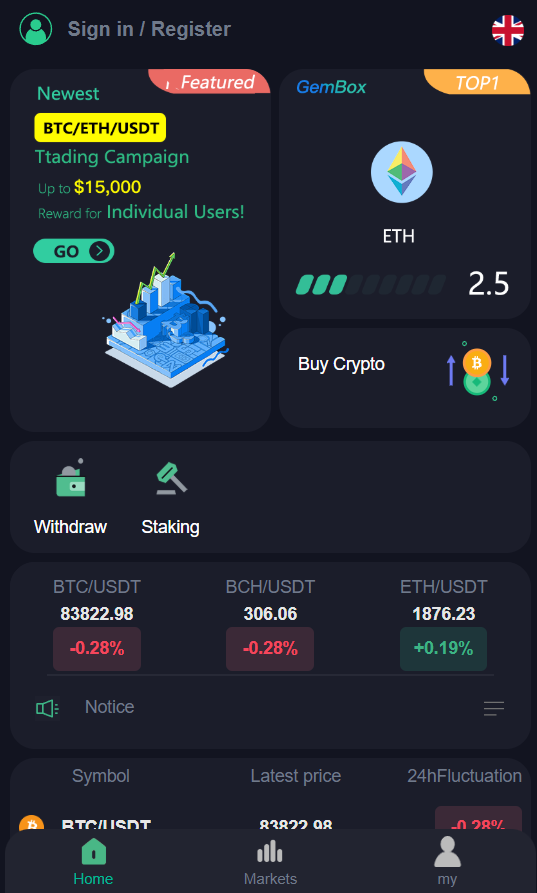 Sign in / Register
Newest
Featured
BTC/ETH/USDT
Ttading Campaign
Up to $15,000
Reward for Individual Users!
GO
GemBox
TOP1
ETH
2.5
Buy Crypto
Withdraw
Staking
BTC/USDT
BCH/USDT
ETH/USDT
83822.98
306.06
1876.23
-0.28%
-0.28%
+0.19%
Notice
Symbol
Latest price
24hFluctuation
BTC/USDT
83822.98
-0.28%
Home
Markets
my